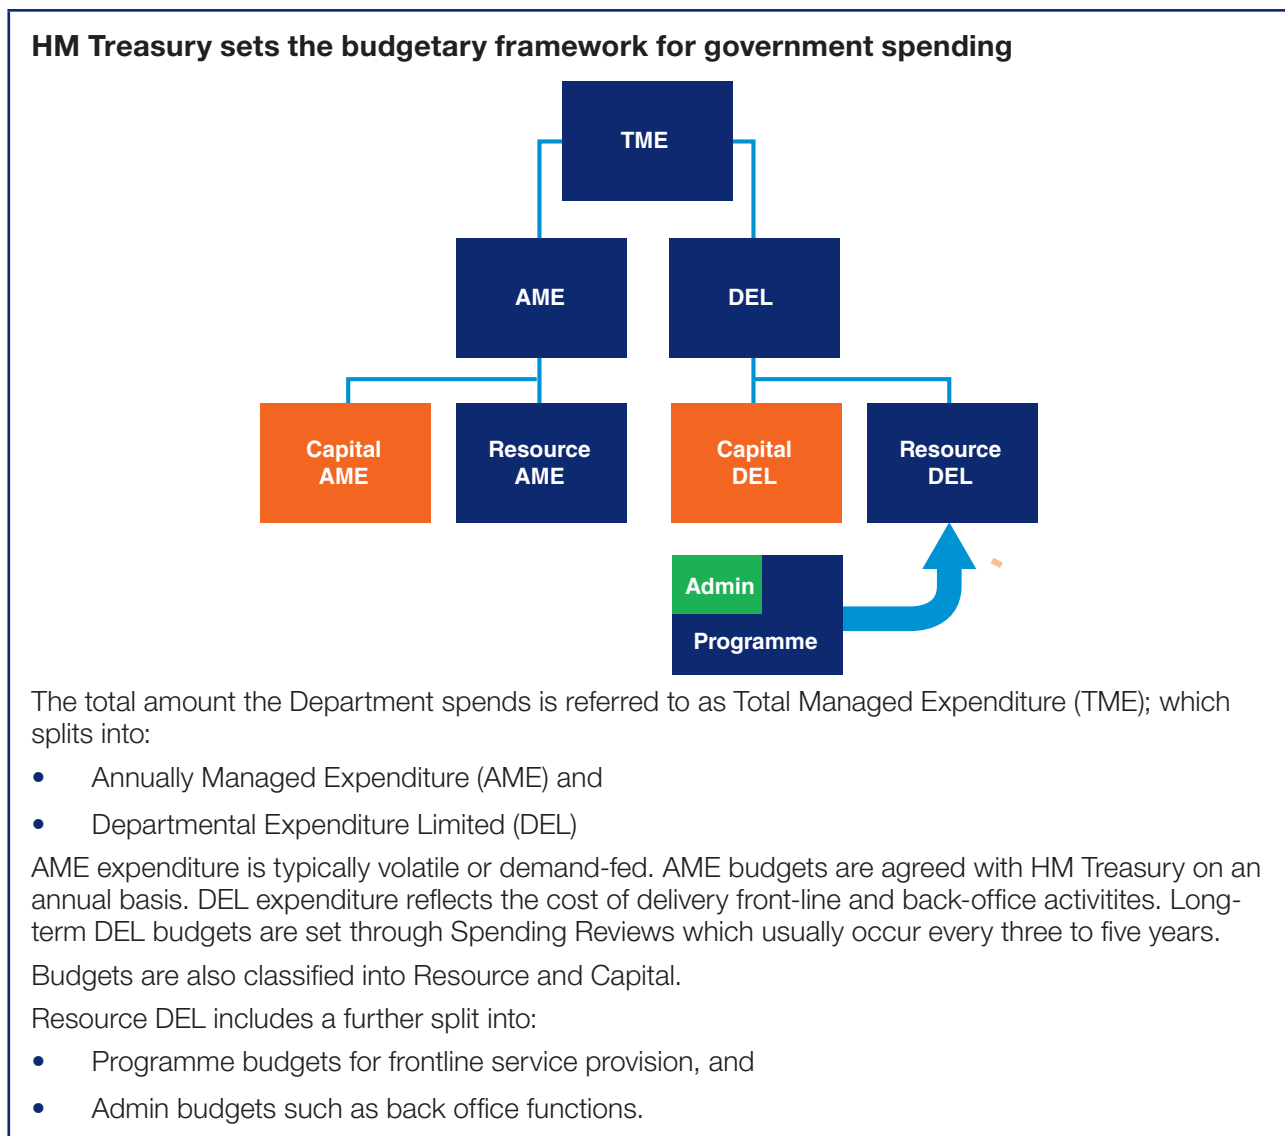 HM Treasury sets the budgetary framework for government spending
TME
AME
DEL
Capital
AME
Resource
AME
Capital
DEL
Resource
DEL
Admin
Programme
The total amount the Department spends is referred to as Total Managed Expenditure (TME); which
splits into:
• Annually Managed Expenditure (AME) and
• Departmental Expenditure Limited (DEL)
AME expenditure is typically volatile or demand-fed. AME budgets are agreed with HM Treasury on an
annual basis. DEL expenditure reflects the cost of delivery front-line and back-office activitites. Long-
term DEL budgets are set through Spending Reviews which usually occur every three to five years.
Budgets are also classified into Resource and Capital.
Resource DEL includes a further split into:
• Programme budgets for frontline service provision, and
• Admin budgets such as back office functions.